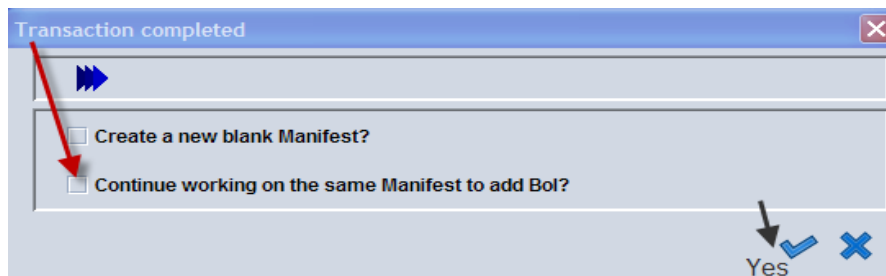 Transaction completed
Create a new blank Manifest?
Continue working on the same Manifest to add Bol?
Yes